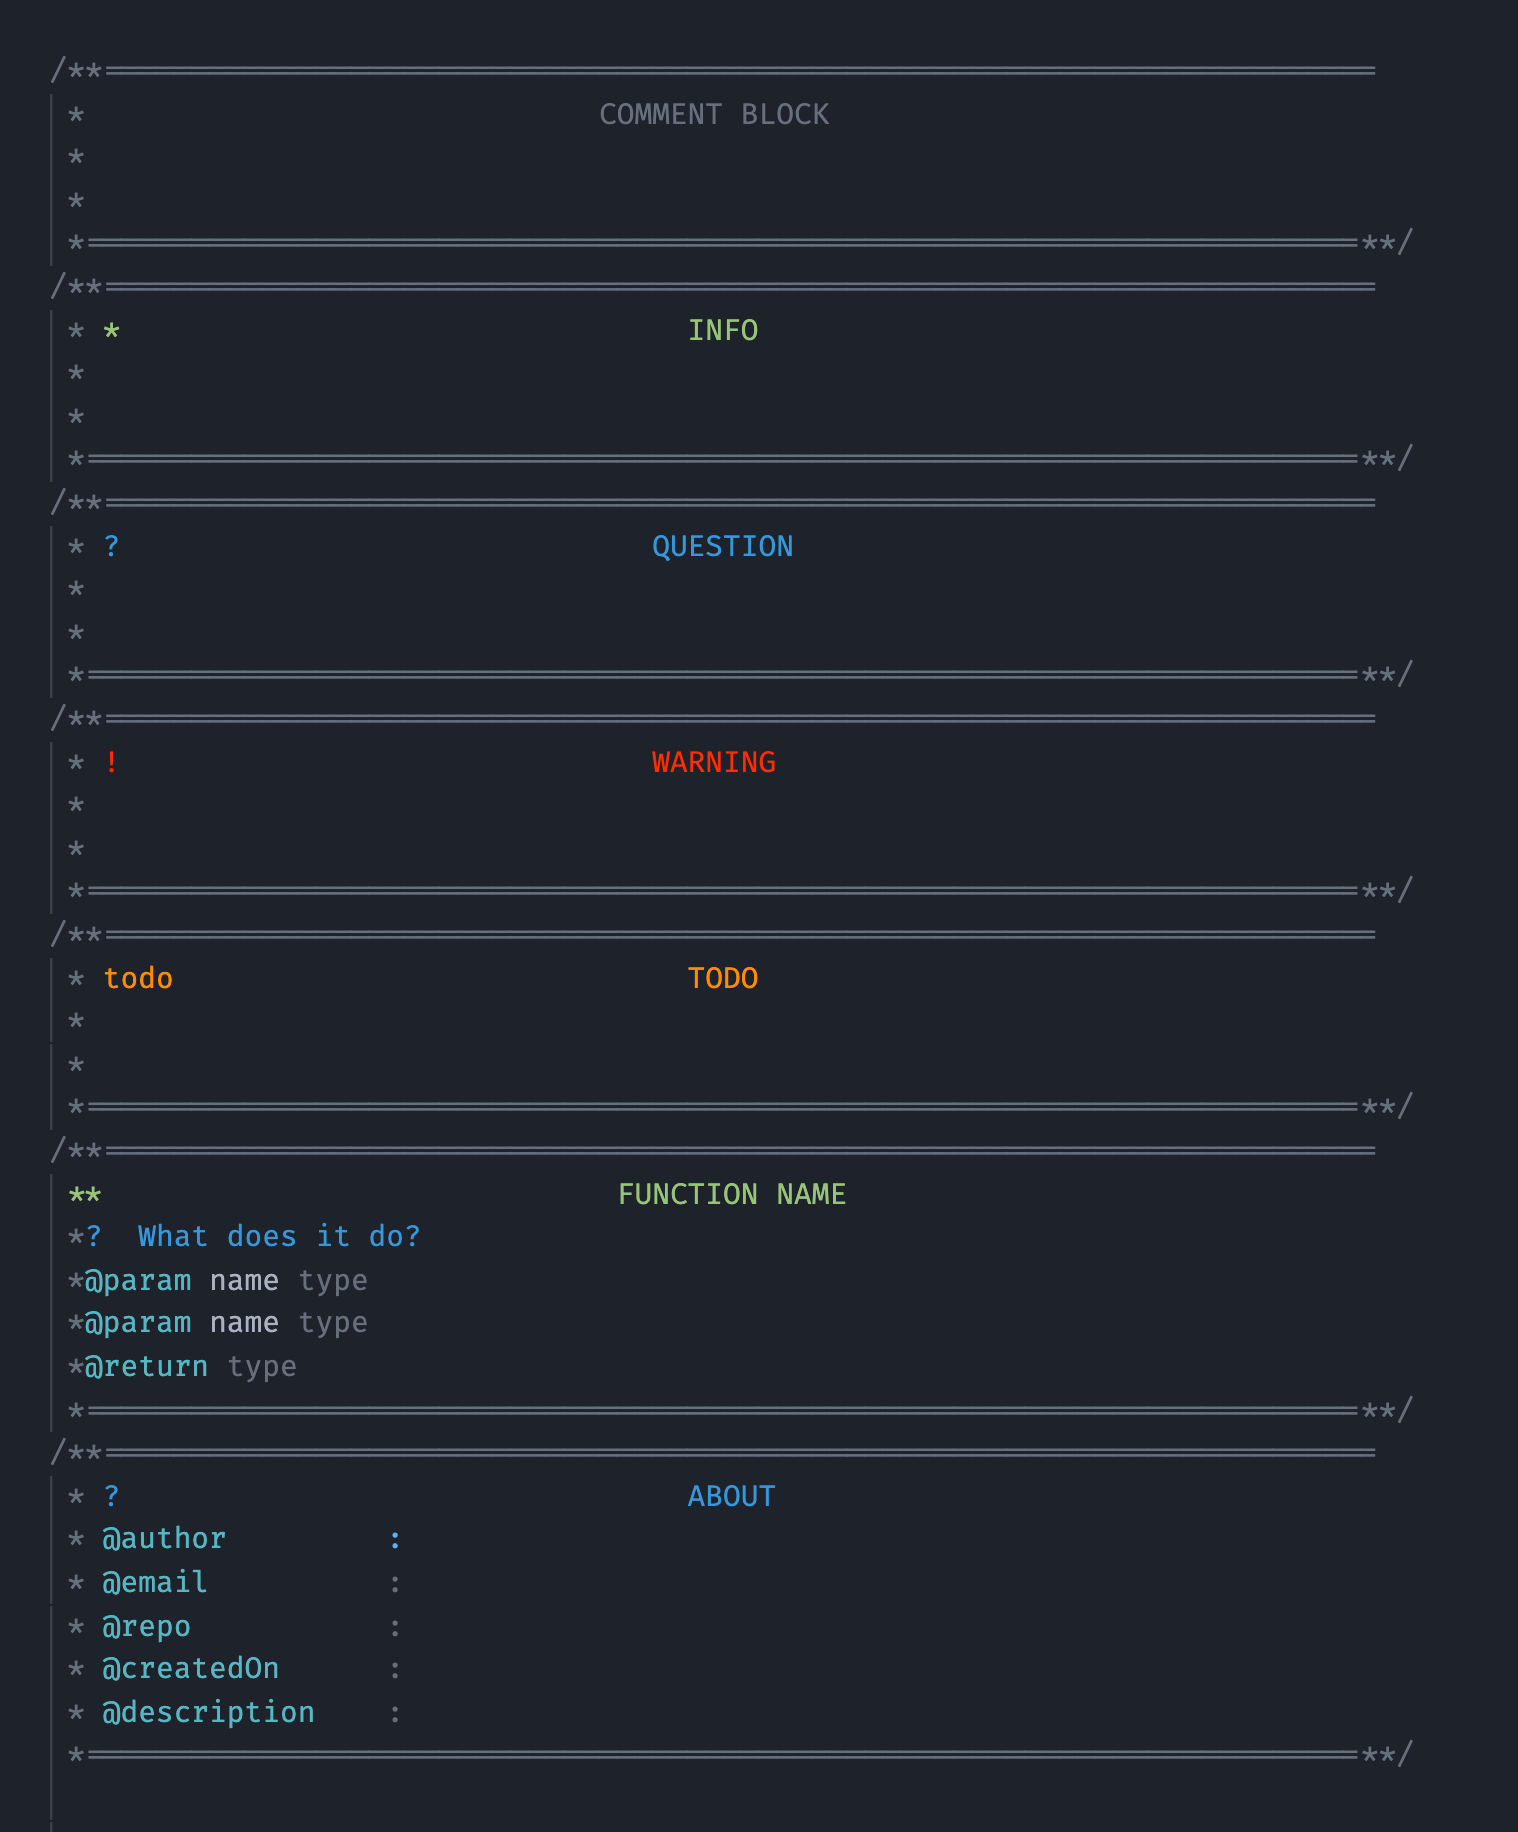 /**========================================================================
 *                             COMMENT BLOCK
 *
 *
 *========================================================================**/
/**========================================================================
 * *                                INFO
 *
 *
 *========================================================================**/
/**========================================================================
 * ?                              QUESTION
 *
 *
 *========================================================================**/
/**========================================================================
 * !                              WARNING
 *
 *
 *========================================================================**/
/**========================================================================
 * todo                             TODO
 *
 *
 *========================================================================**/
/**========================================================================
 **                             FUNCTION NAME
 *?  What does it do?
 *@param name type
 *@param name type
 *@return type
 *========================================================================**/
/**========================================================================
 * ?                                ABOUT
 * @author         :
 * @email          :
 * @repo           :
 * @createdOn      :
 * @description    :
 *========================================================================**/